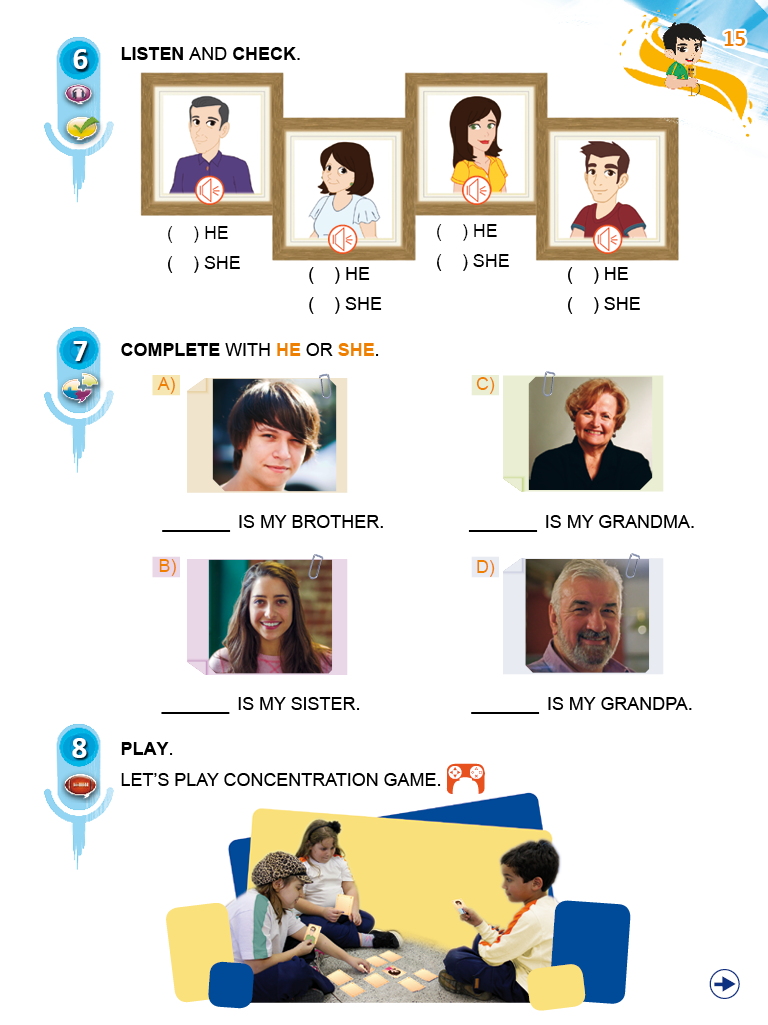 15
6
LISTEN AND CHECK.
(   ) HE
(   ) SHE
(   ) HE
(   ) SHE
(   ) HE
(   ) SHE
(   ) HE
(   ) SHE
7
COMPLETE WITH HE OR SHE.
A)
_______ IS MY BROTHER.
B)
_______ IS MY SISTER.
C)
_______ IS MY GRANDMA.
D)
_______ IS MY GRANDPA.
8
PLAY.
LET'S PLAY CONCENTRATION GAME.